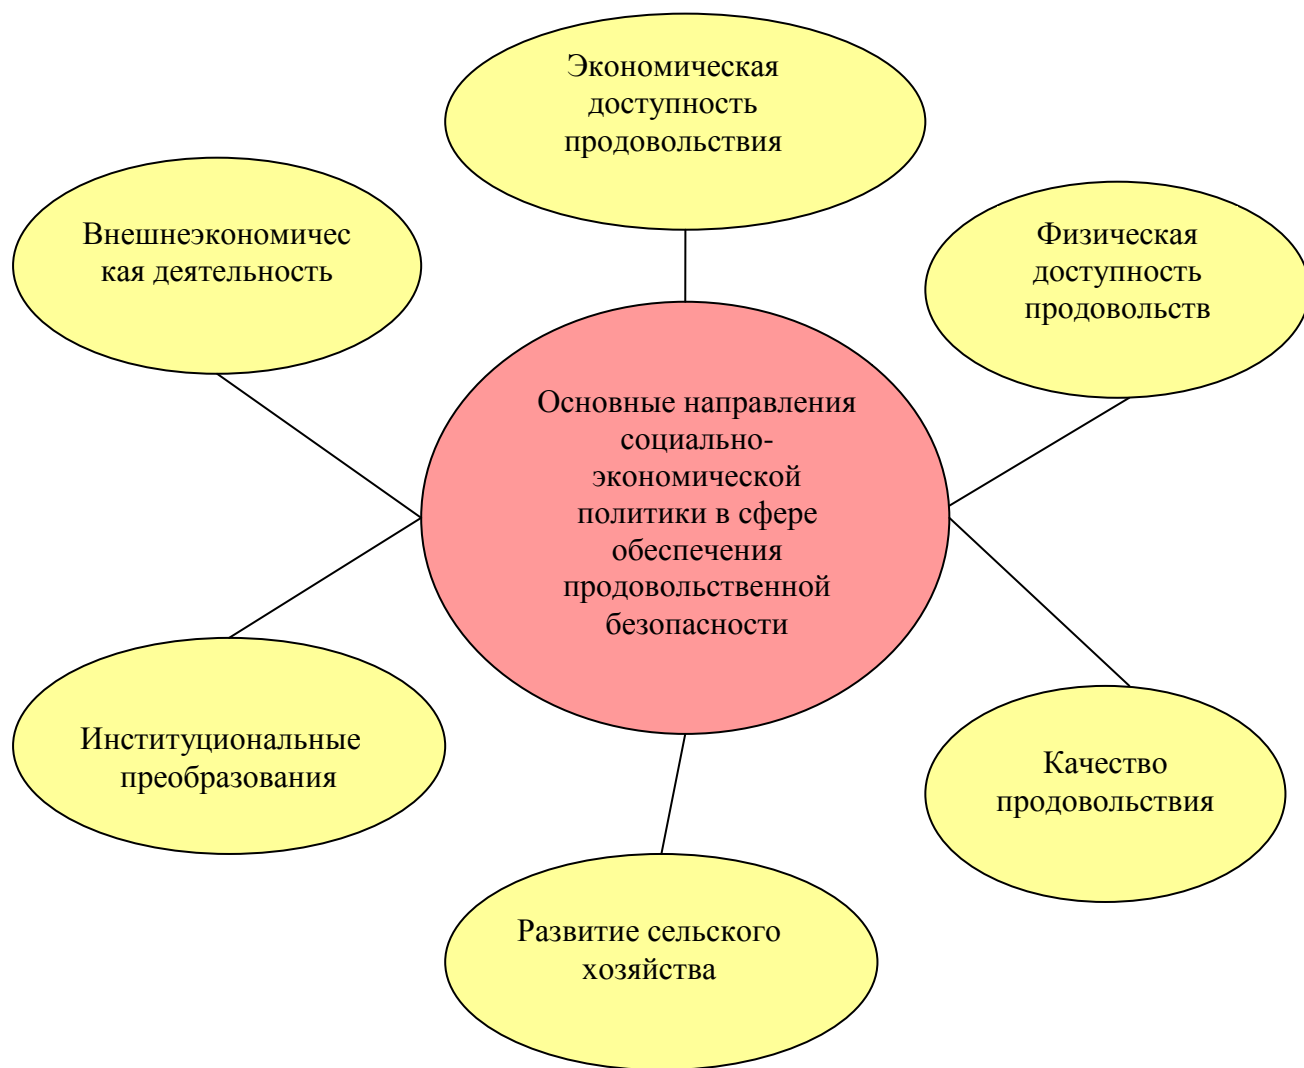 Экономическая
доступность
продовольствия
Внешнеэкономичес
кая деятельность
Физическая
доступность
продовольств
Основные направления
социально-
экономической
политики в сфере
обеспечения
продовольственной
безопасности
Институциональные
преобразования
Качество
продовольствия
Развитие сельского
хозяйства